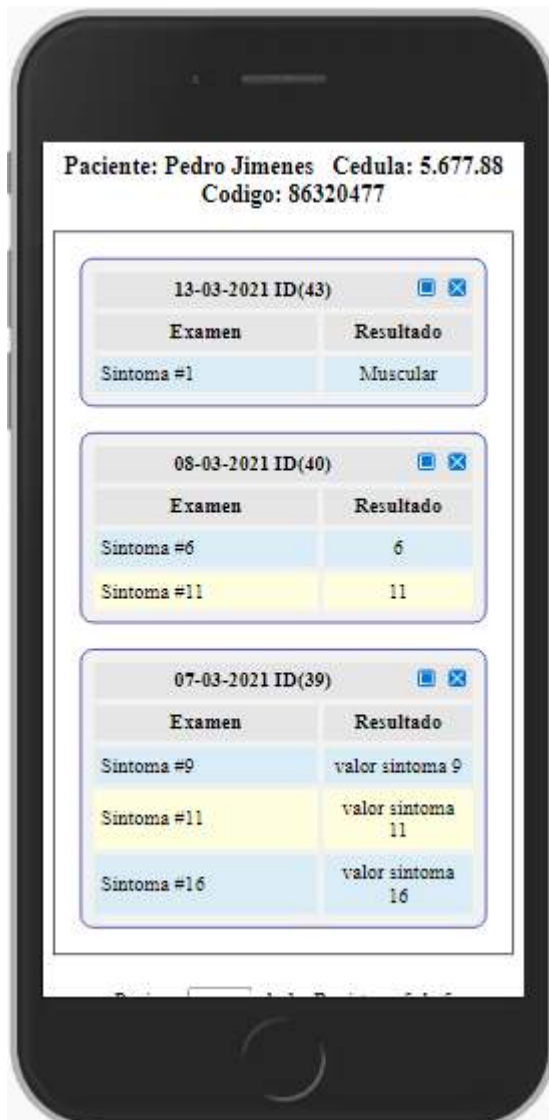 Paciente: Pedro Jimenes Cedula: 5.677.88
Codigo: 86320477
13-03-2021 ID(43)
Examen Resultado
Sintoma #1 Muscular
08-03-2021 ID(40)
Examen Resultado
Sintoma #6 6
Sintoma #11 11
07-03-2021 ID(39)
Examen Resultado
Sintoma #9 valor sintoma 9
Sintoma #11 valor sintoma
11
Sintoma #16 valor sintoma
16